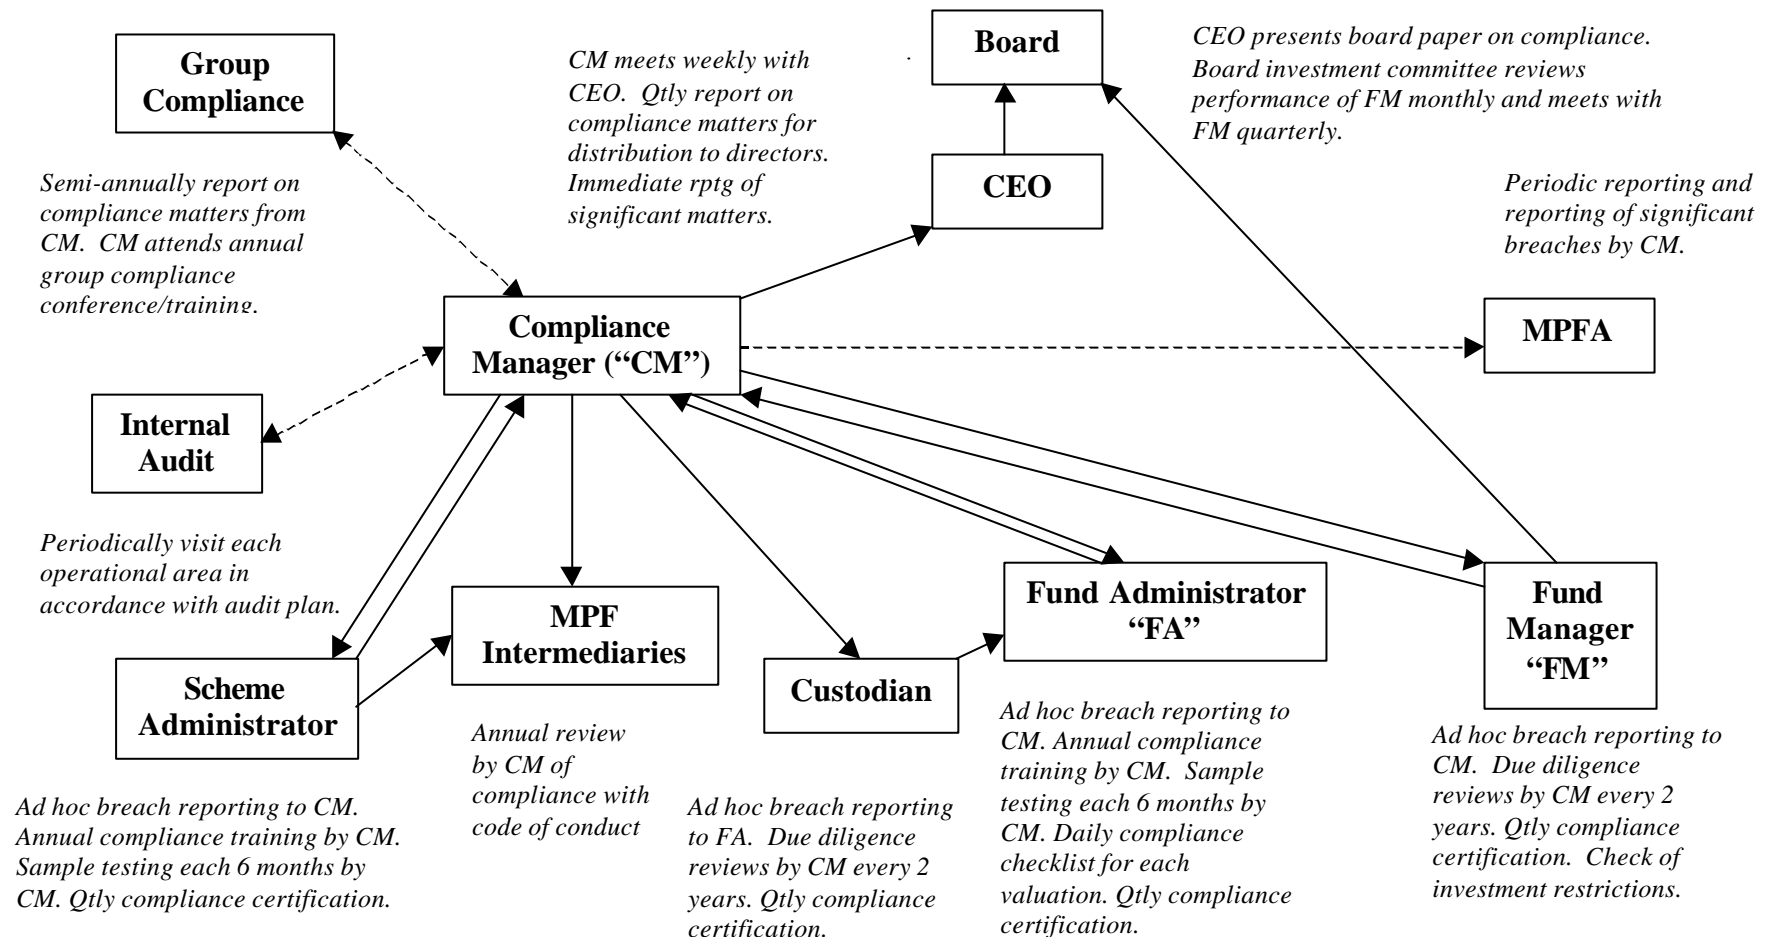 Group
Compliance
CM meets weekly with
CEO. Qtly report on
compliance matters for
distribution to directors.
Immediate rptg of
significant matters.
Board
CEO presents board paper on compliance.
Board investment committee reviews
performance of FM monthly and meets with
FM quarterly.
CEO
Semi-annually report on
compliance matters from
CM. CM attends annual
group compliance
conference/training.
Periodic reporting and
reporting of significant
breaches by CM.
Compliance
Manager (“CM”)
MPFA
Internal
Audit
Periodically visit each
operational area in
accordance with audit plan.
Scheme
Administrator
MPF
Intermediaries
Custodian
Fund Administrator
“FA”
Fund
Manager
“FM”
Ad hoc breach reporting to CM.
Annual compliance training by CM.
Sample testing each 6 months by
CM. Qtly compliance certification.
Annual review
by CM of
compliance with
code of conduct
Ad hoc breach reporting
to FA. Due diligence
reviews by CM every 2
years. Qtly compliance
certification.
Ad hoc breach reporting to
CM. Annual compliance
training by CM. Sample
testing each 6 months by
CM. Daily compliance
checklist for each
valuation. Qtly compliance
certification.
Ad hoc breach reporting to
CM. Due diligence
reviews by CM every 2
years. Qtly compliance
certification. Check of
investment restrictions.